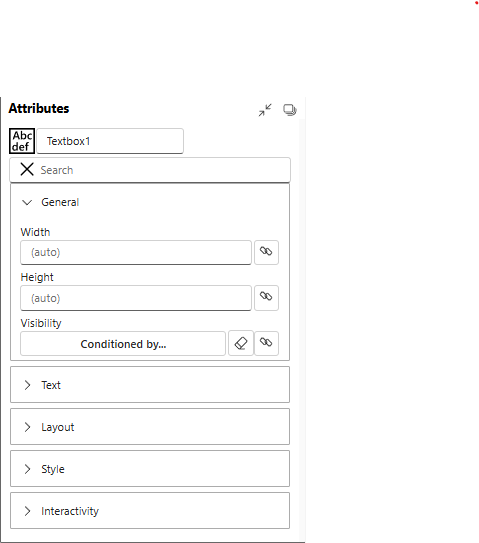 Attributes
Abc
def
Textbox1
Search
General
Width
(auto)
Height
(auto)
Visibility
Conditioned by...
Text
Layout
Style
Interactivity